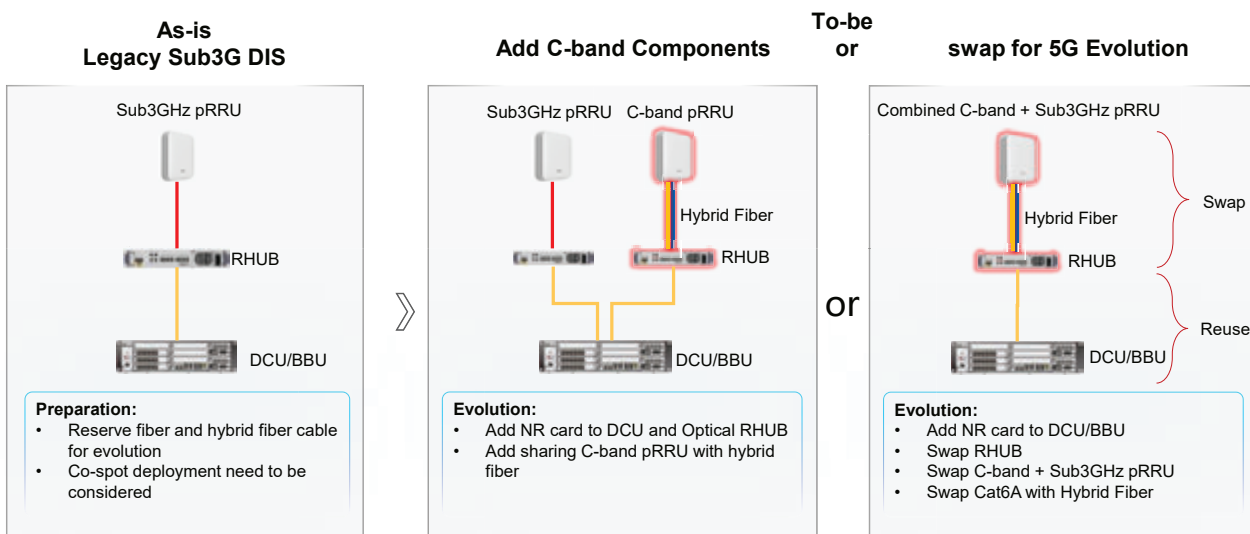 As-is
Legacy Sub3G DIS
To-be
Add C-band Components
or
swap for 5G Evolution
Sub3GHz pRRU
RHUB
DCU/BBU
Preparation:
• Reserve fiber and hybrid fiber cable
for evolution
• Co-spot deployment need to be
considered
》
Sub3GHz pRRU
C-band pRRU
Hybrid Fiber
RHUB
DCU/BBU
Evolution:
• Add NR card to DCU and Optical RHUB
• Add sharing C-band pRRU with hybrid
fiber
or
Combined C-band + Sub3GHz pRRU
Hybrid Fiber
RHUB
DCU/BBU
Swap
Reuse
Evolution:
• Add NR card to DCU/BBU
• Swap RHUB
• Swap C-band + Sub3GHz pRRU
• Swap Cat6A with Hybrid Fiber